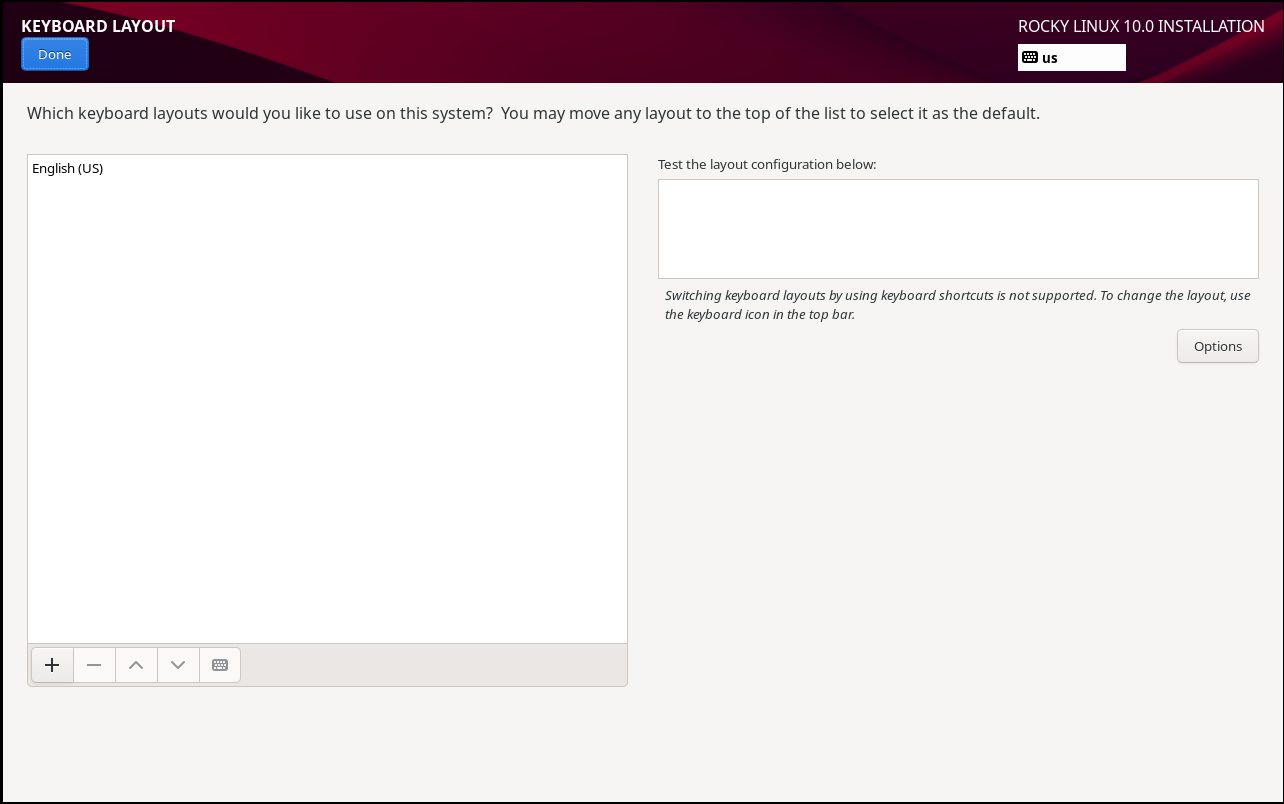 KEYBOARD LAYOUT
Done
ROCKY LINUX 10.0 INSTALLATION
us
Which keyboard layouts would you like to use on this system?  You may move any layout to the top of the list to select it as the default.
English (US)
Test the layout configuration below:
Switching keyboard layouts by using keyboard shortcuts is not supported. To change the layout, use
the keyboard icon in the top bar.
Options